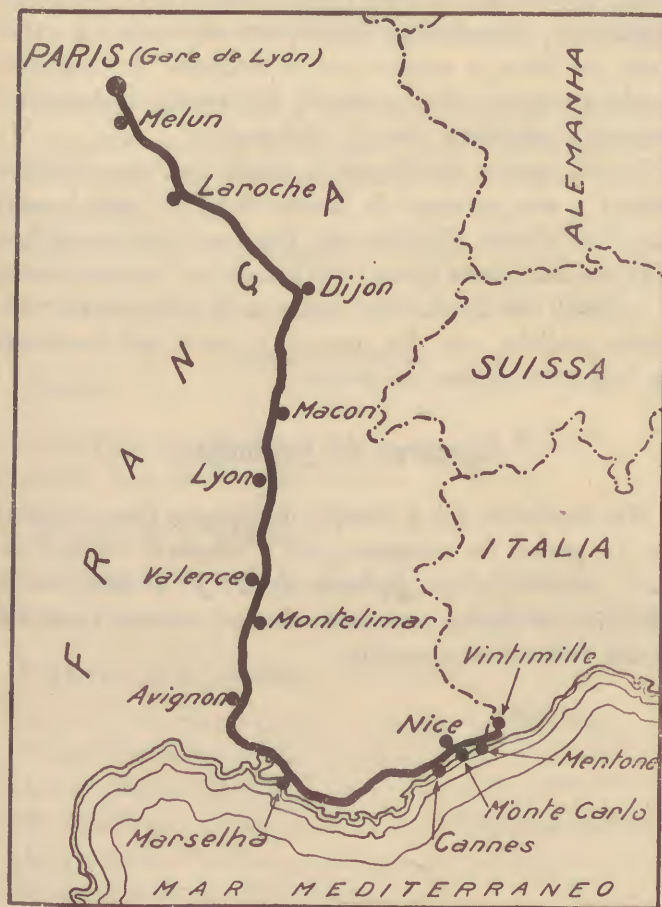 PARIS (Gare de Lyon)
Melun
Laroche
Dijon
Macon
Lyon
Valence
Montelimar
Avignon
Marselha
Nice
Vintimille
Mentone
Monte Carlo
Cannes
FRANÇA
ALEMANHA
SUISSA
ITALIA
MAR MEDITERRANEO